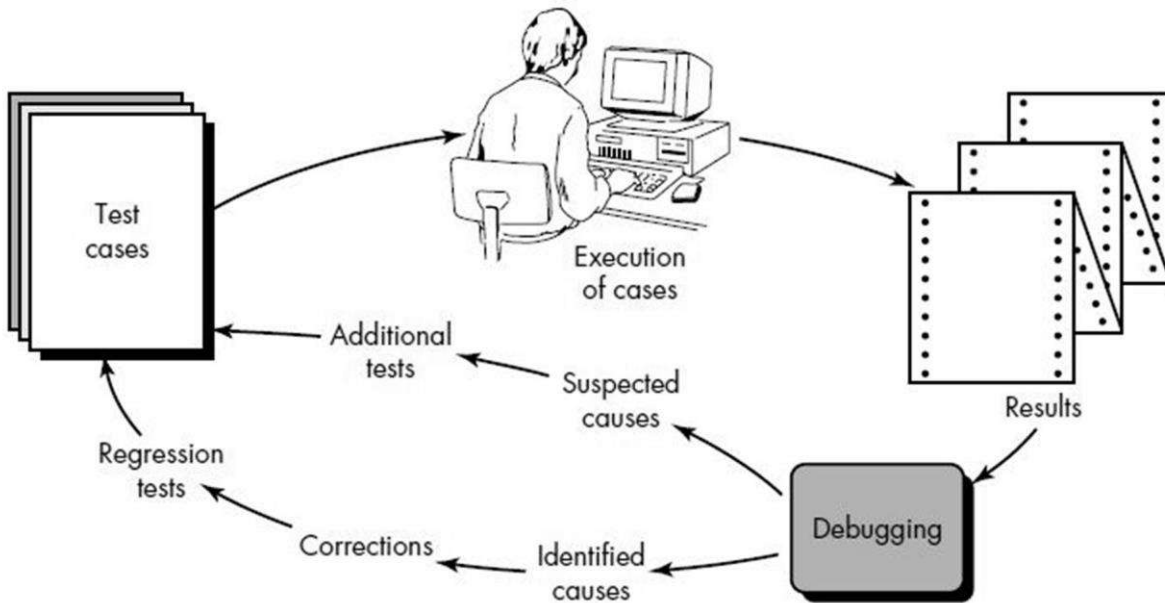 Test
cases
Execution
of cases
Results
Additional
tests
Suspected
causes
Debugging
Regression
tests
Corrections
Identified
causes